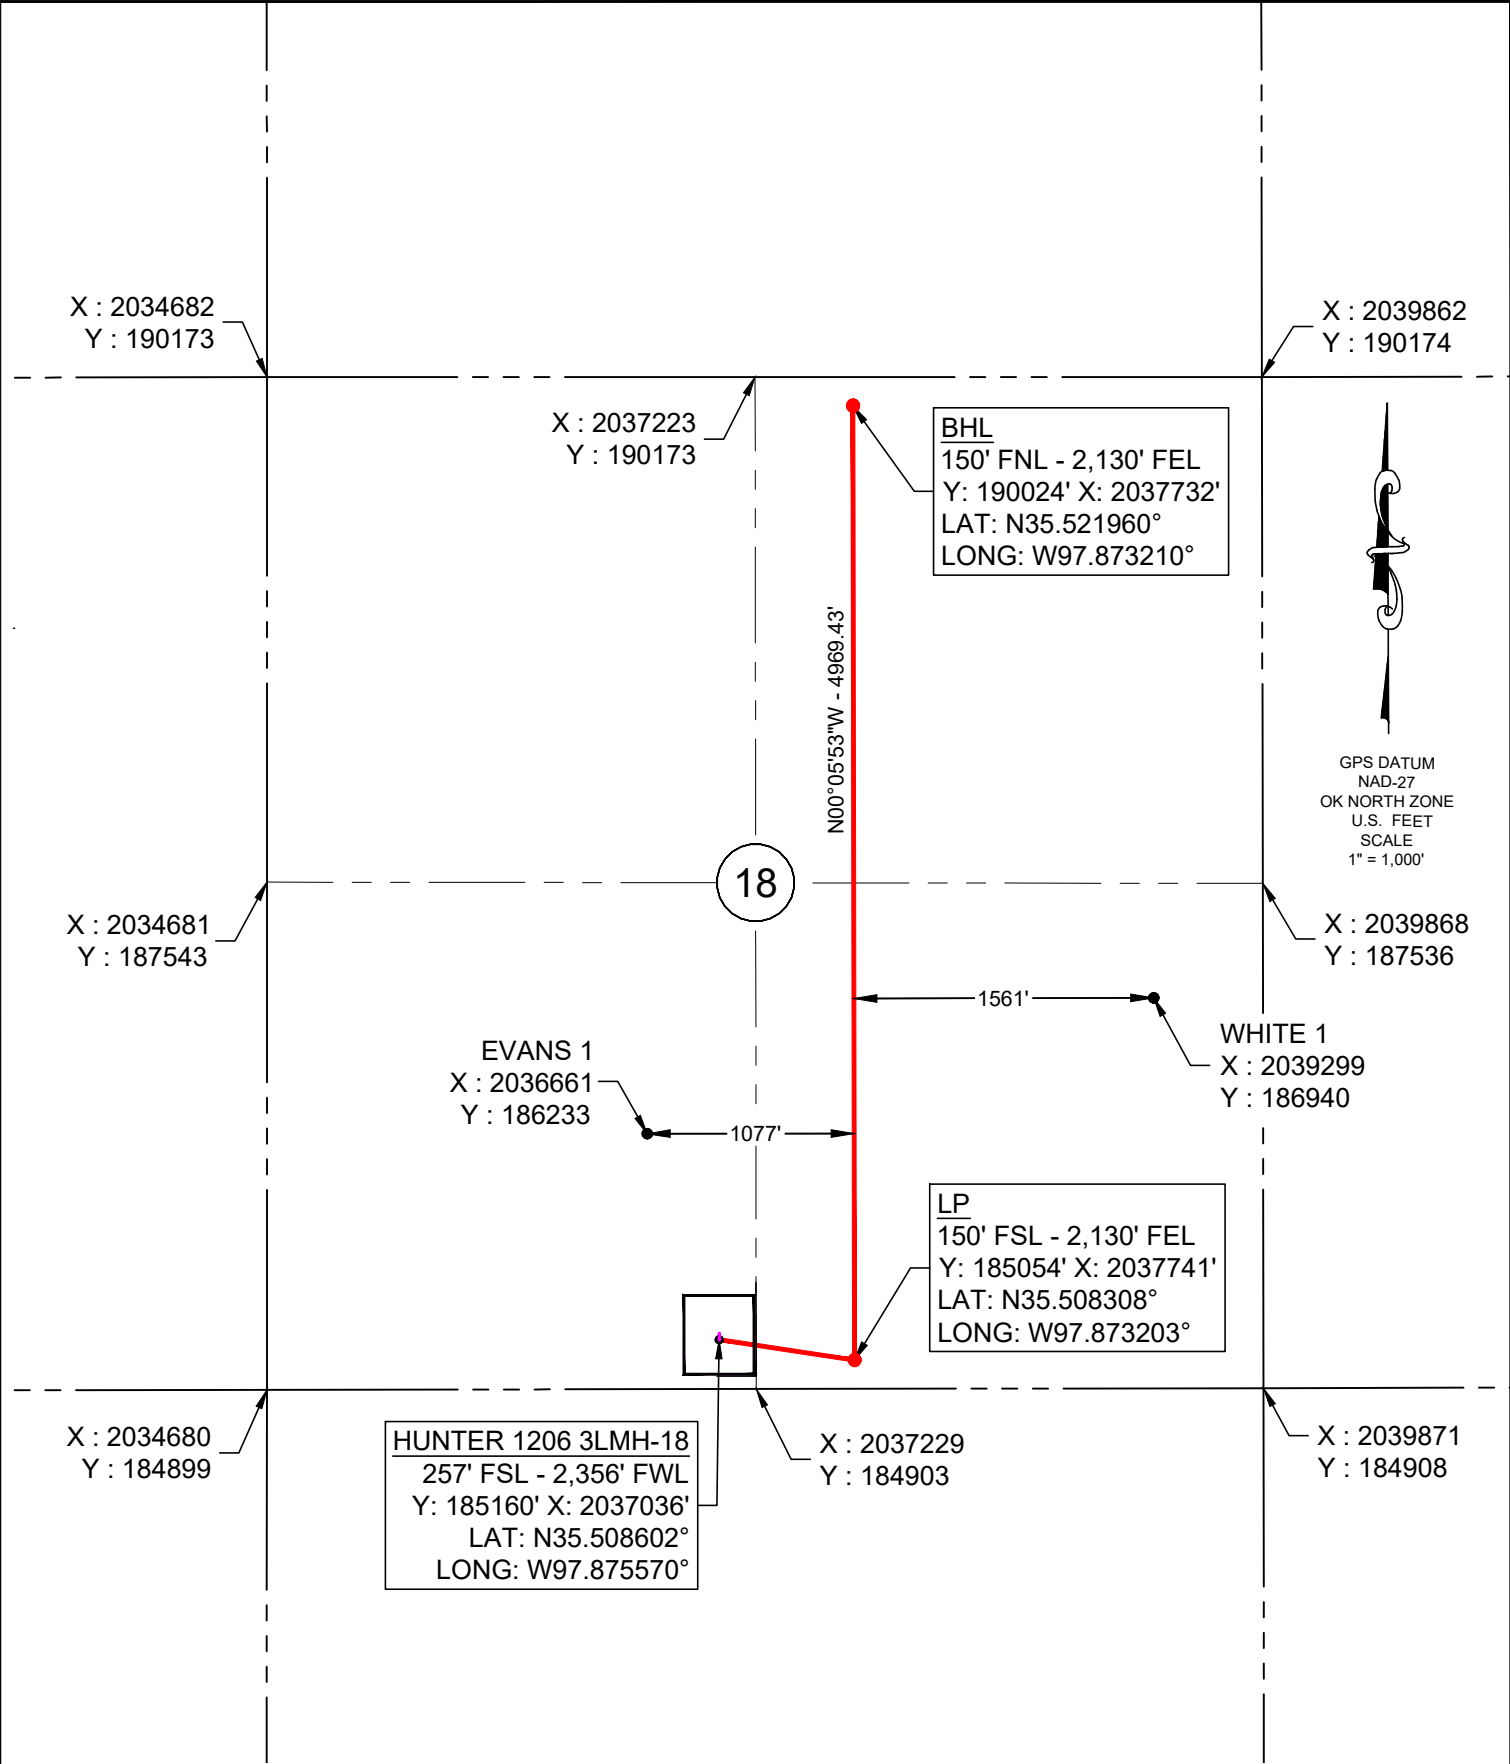 X : 2034682
Y : 190173
X : 2039862
Y : 190174
X : 2037223
Y : 190173
BHL
150' FNL - 2,130' FEL
Y: 190024' X: 2037732'
LAT: N35.521960°
LONG: W97.873210°
N00°05'53"W - 4969.43'
GPS DATUM
NAD-27
OK NORTH ZONE
U.S. FEET
SCALE
1" = 1,000'
18
X : 2034681
Y : 187543
X : 2039868
Y : 187536
1561'
WHITE 1
X : 2039299
Y : 186940
EVANS 1
X : 2036661
Y : 186233
1077'
LP
150' FSL - 2,130' FEL
Y: 185054' X: 2037741'
LAT: N35.508308°
LONG: W97.873203°
X : 2034680
Y : 184899
HUNTER 1206 3LMH-18
257' FSL - 2,356' FWL
Y: 185160' X: 2037036'
LAT: N35.508602°
LONG: W97.875570°
X : 2037229
Y : 184903
X : 2039871
Y : 184908